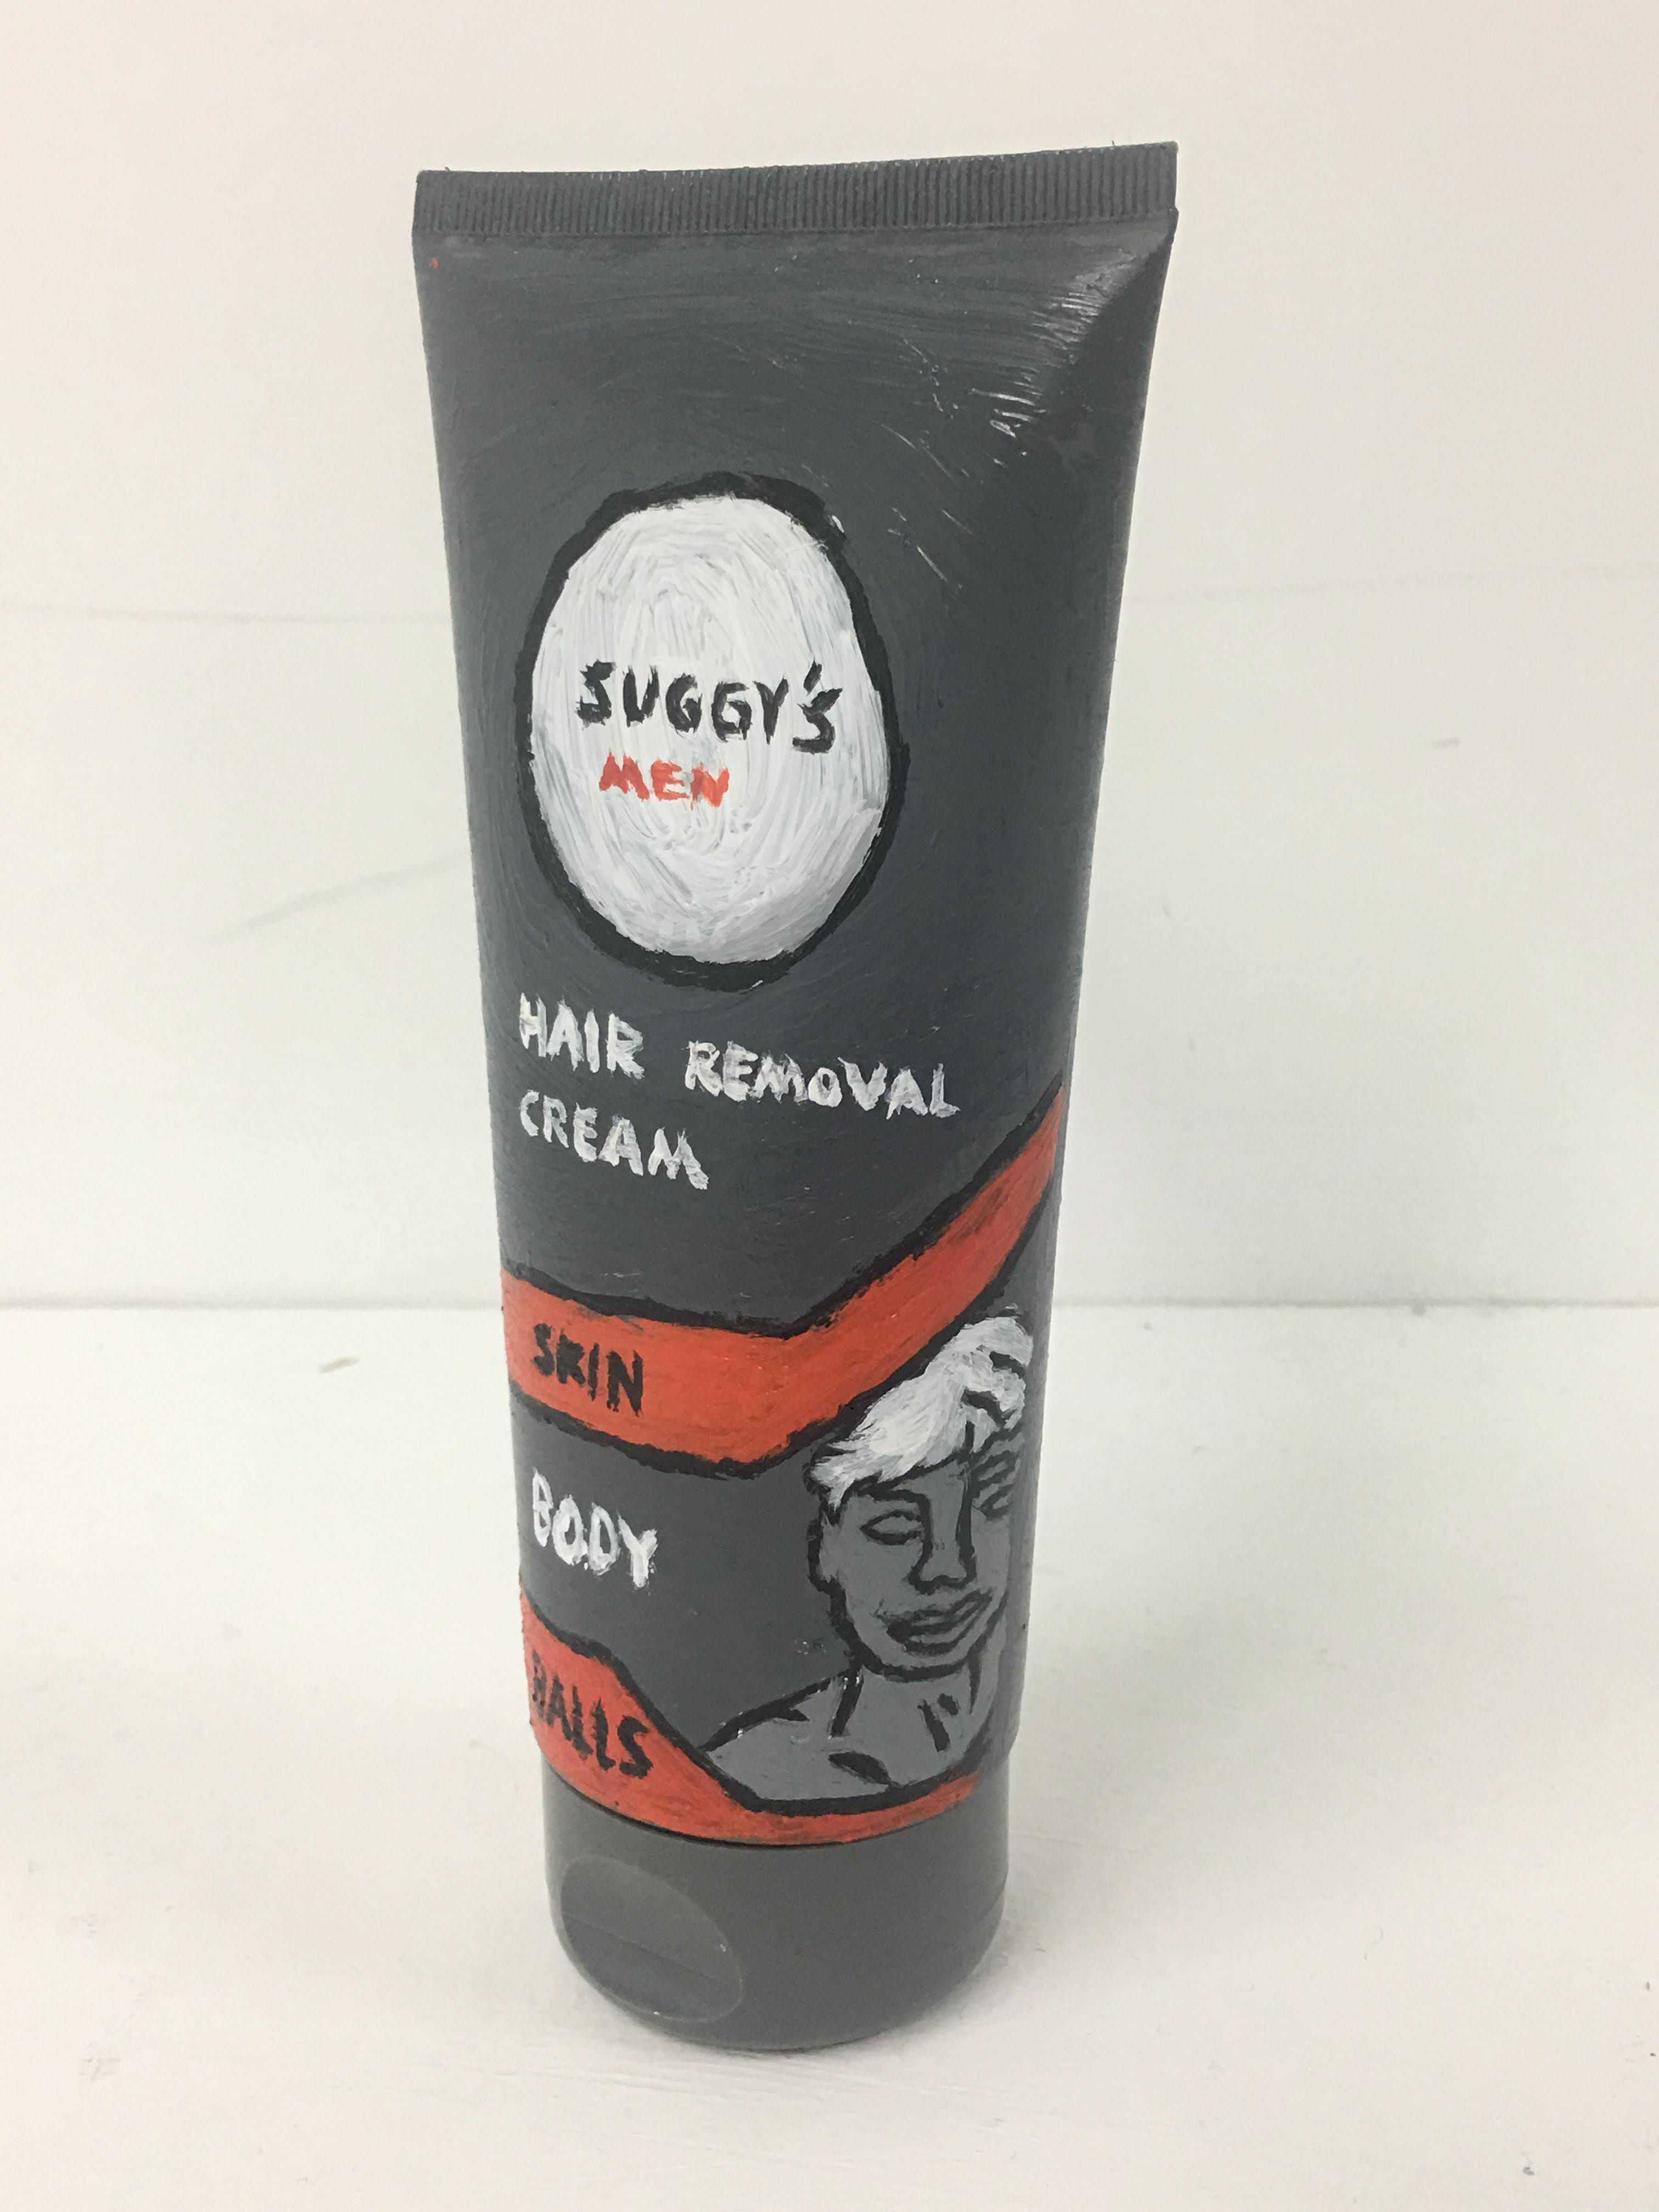 SUGGY'S
MEN
HAIR REMOVAL
CREAM
SKIN
BODY
BALLS